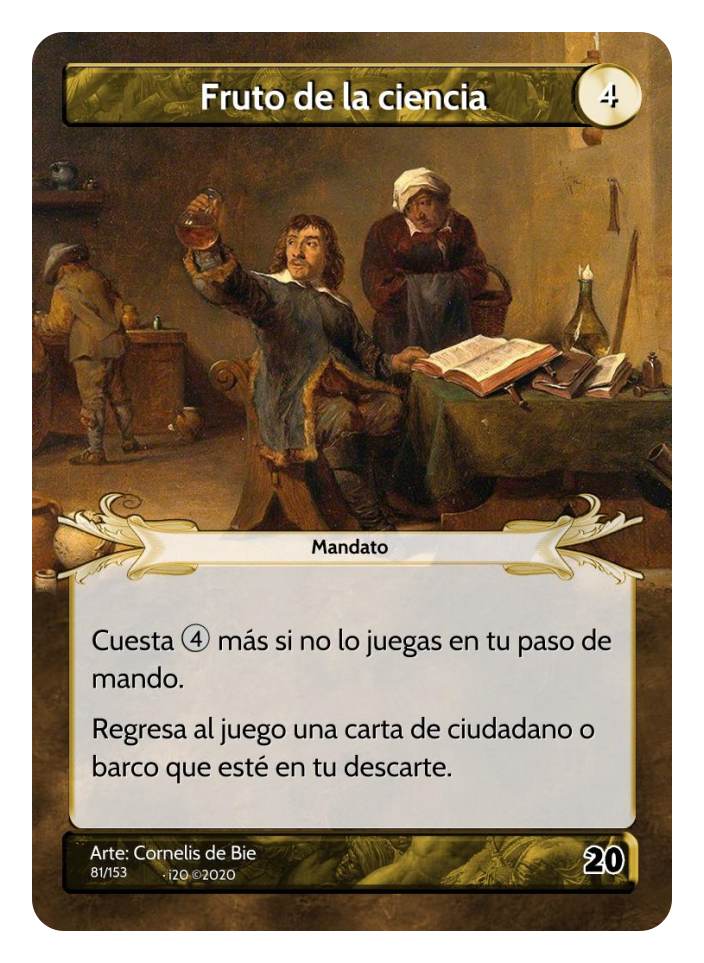 Fruto de la ciencia
4
Mandato
Cuesta 4 más si no lo juegas en tu paso de
mando.
Regresa al juego una carta de ciudadano o
barco que esté en tu descarte.
Arte: Cornelis de Bie
20
81/153 · i20 ©2020